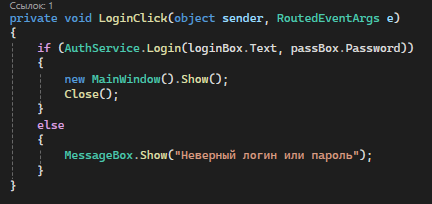 Ссылок: 1
private void LoginClick(object sender, RoutedEventArgs e)
{
    if (AuthService.Login(loginBox.Text, passBox.Password))
    {
        new MainWindow().Show();
        Close();
    }
    else
    {
        MessageBox.Show("Неверный логин или пароль");
    }
}